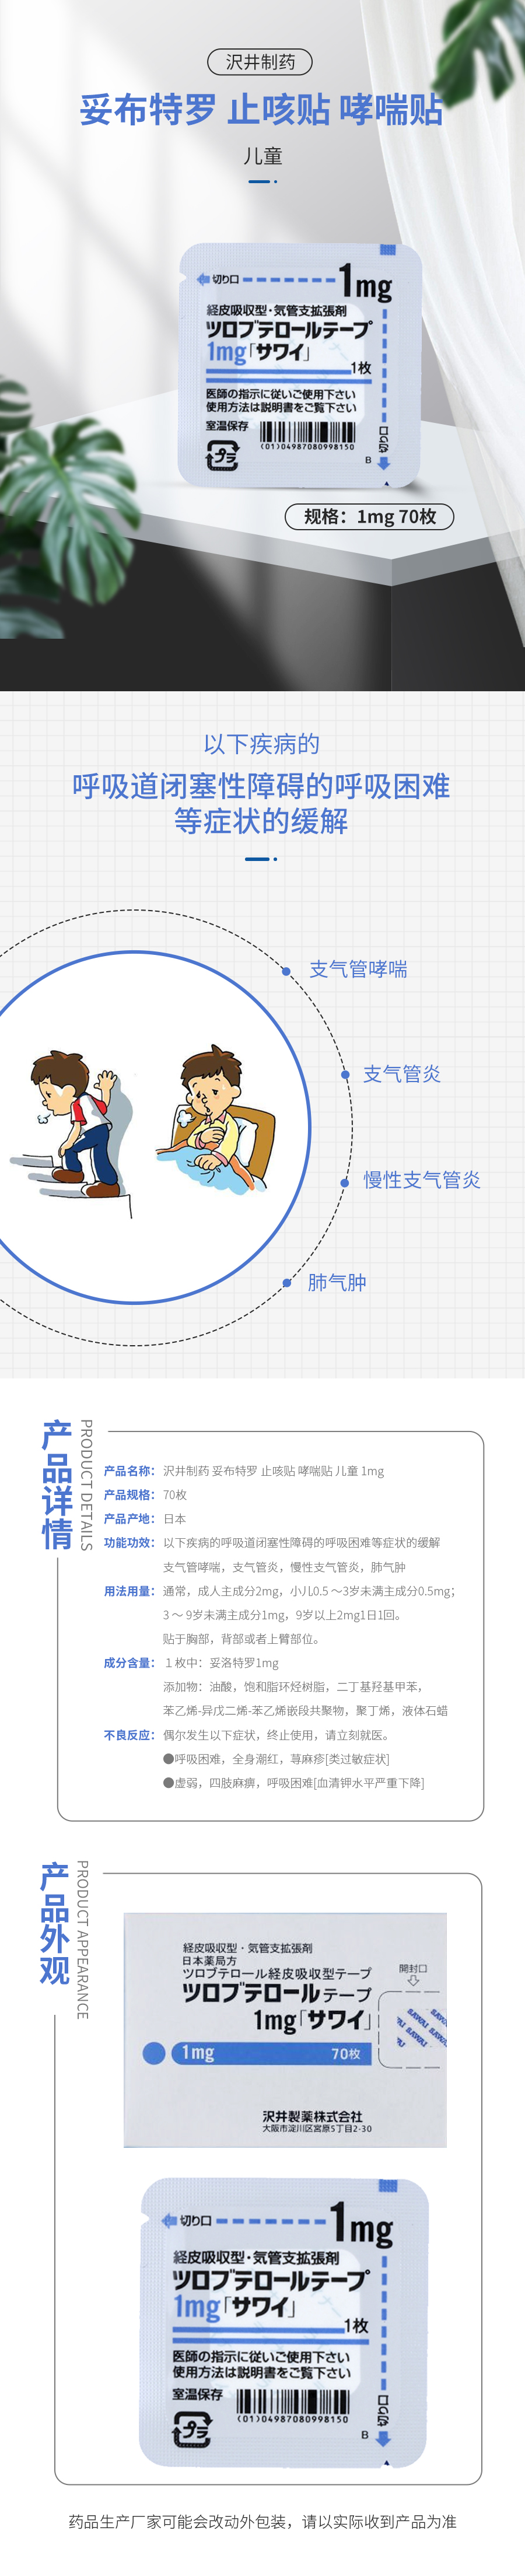 沢井制药
妥布特罗 止咳贴 哮喘贴
儿童
切り口
1mg
経皮吸収型・気管支拡張剤
ツロブテロールテープ
1mg「サワイ」
1枚
医師の指示に従いご使用下さい
使用方法は説明書をご覧下さい
室温保存
プラ
(01)04987080998150
B
切り口
规格：1mg 70枚
以下疾病的
呼吸道闭塞性障碍的呼吸困难
等症状的缓解
支气管哮喘
支气管炎
慢性支气管炎
肺气肿
产品详情
PRODUCT DETAILS
产品名称：沢井制药 妥布特罗 止咳贴 哮喘贴 儿童 1mg
产品规格：70枚
产品产地：日本
功能功效：以下疾病的呼吸道闭塞性障碍的呼吸困难等症状的缓解
支气管哮喘，支气管炎，慢性支气管炎，肺气肿
用法用量：通常，成人主成分2mg，小儿0.5 ～3岁未满主成分0.5mg；
3 ～ 9岁未满主成分1mg，9岁以上2mg1日1回。
贴于胸部，背部或者上臂部位。
成分含量：１枚中：妥洛特罗1mg
添加物：油酸，饱和脂环烃树脂，二丁基羟基甲苯，
苯乙烯-异戊二烯-苯乙烯嵌段共聚物，聚丁烯，液体石蜡
不良反应：偶尔发生以下症状，终止使用，请立刻就医。
●呼吸困难，全身潮红，荨麻疹[类过敏症状]
●虚弱，四肢麻痹，呼吸困难[血清钾水平严重下降]
产品外观
PRODUCT APPEARANCE
経皮吸収型・気管支拡張剤
日本薬局方
ツロブテロール経皮吸収型テープ
ツロブテロールテープ
1mg「サワイ」
開封口
SAWAI SAWAI
SAWAI SAWAI
1mg 70枚
沢井製薬株式会社
大阪市淀川区宮原5丁目2-30
切り口
1mg
経皮吸収型・気管支拡張剤
ツロブテロールテープ
1mg「サワイ」
1枚
医師の指示に従いご使用下さい
使用方法は説明書をご覧下さい
室温保存
プラ
(01)04987080998150
B
切り口
药品生产厂家可能会改动外包装，请以实际收到产品为准